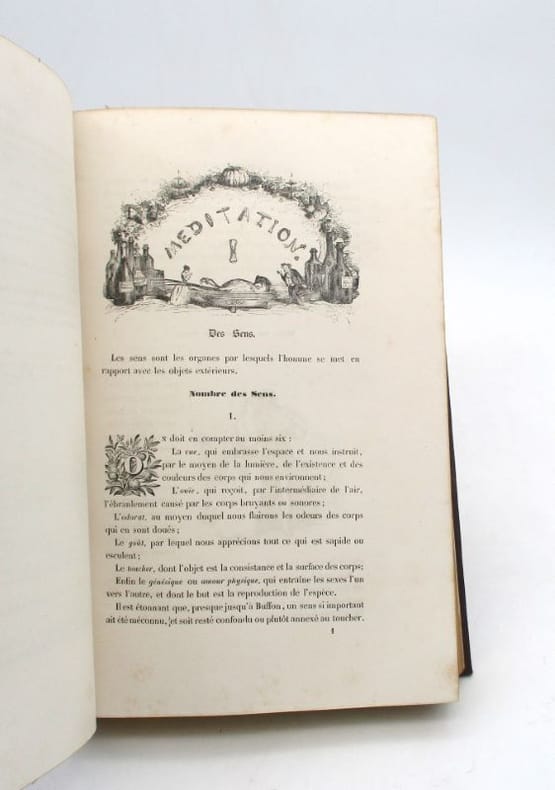 MEDITATION.
I
Des Sens.
Les sens sont les organes par lesquels l'homme se met en
rapport avec les objets extérieurs.
Nombre des Sens.
1.
On doit en compter au moins six :
La vue, qui embrasse l'espace et nous instruit,
par le moyen de la lumière, de l'existence et des
couleurs des corps qui nous environnent ;
L'ouïe, qui reçoit, par l'intermédiaire de l'air,
l'ébranlement causé par les corps bruyants ou sonores ;
L'odorat, au moyen duquel nous flairons les odeurs des corps
qui en sont doués ;
Le goût, par lequel nous apprécions tout ce qui est sapide ou
esculent ;
Le toucher, dont l'objet est la consistance et la surface des corps ;
Enfin le génésique ou amour physique, qui entraîne les sexes l'un
vers l'autre, et dont le but est la reproduction de l'espèce.
Il est étonnant que, presque jusqu'à Buffon, un sens si important
ait été méconnu, et soit resté confondu ou plutôt annexé au toucher.
1